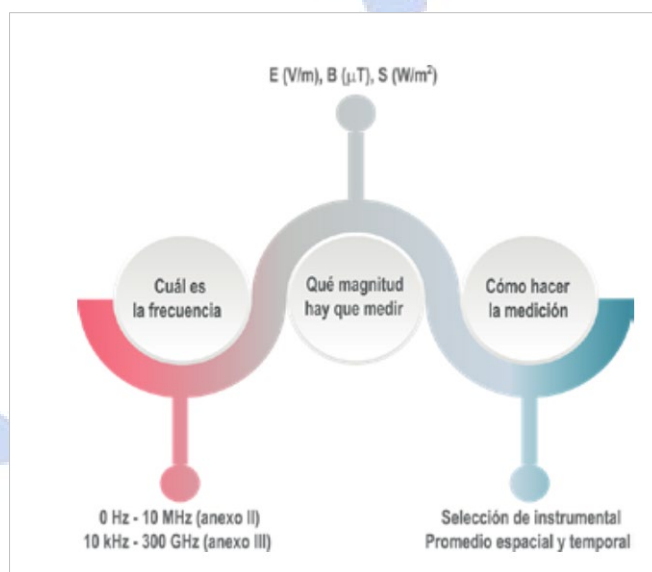 E (V/m), B (μT), S (W/m²)
Cuál es
la frecuencia
Qué magnitud
hay que medir
Cómo hacer
la medición
0 Hz - 10 MHz (anexo II)
10 kHz - 300 GHz (anexo III)
Selección de instrumental
Promedio espacial y temporal